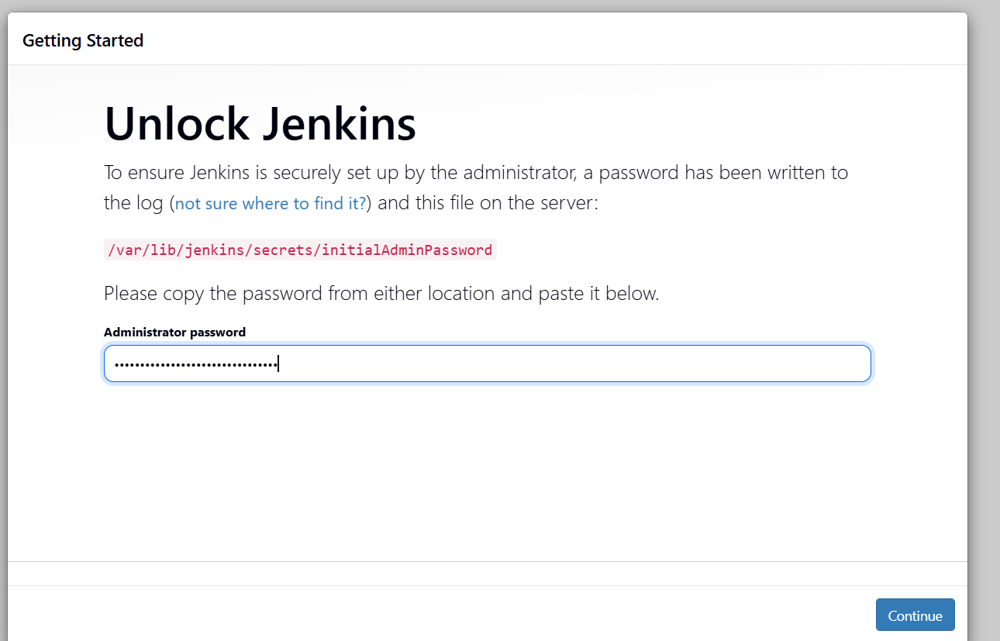 Getting Started
Unlock Jenkins
To ensure Jenkins is securely set up by the administrator, a password has been written to
the log (not sure where to find it?) and this file on the server:
/var/lib/jenkins/secrets/initialAdminPassword
Please copy the password from either location and paste it below.
Administrator password
••••••••••••••••••••••••••••••••
Continue